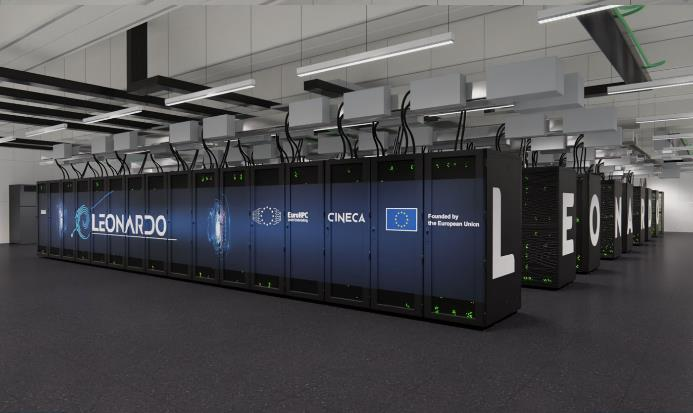 LEONARDO
EuroHPC
CINECA
Founded by
the European Union
L
E
O
N
A